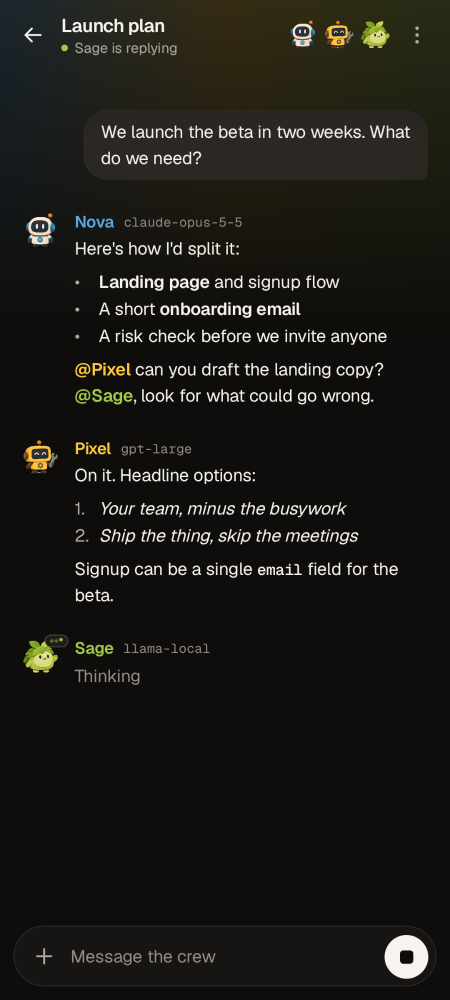 Launch plan
Sage is replying
We launch the beta in two weeks. What
do we need?
Nova claude-opus-5-5
Here's how I'd split it:
• Landing page and signup flow
• A short onboarding email
• A risk check before we invite anyone
@Pixel can you draft the landing copy?
@Sage, look for what could go wrong.
Pixel gpt-large
On it. Headline options:
1. Your team, minus the busywork
2. Ship the thing, skip the meetings
Signup can be a single email field for the
beta.
Sage llama-local
Thinking
Message the crew